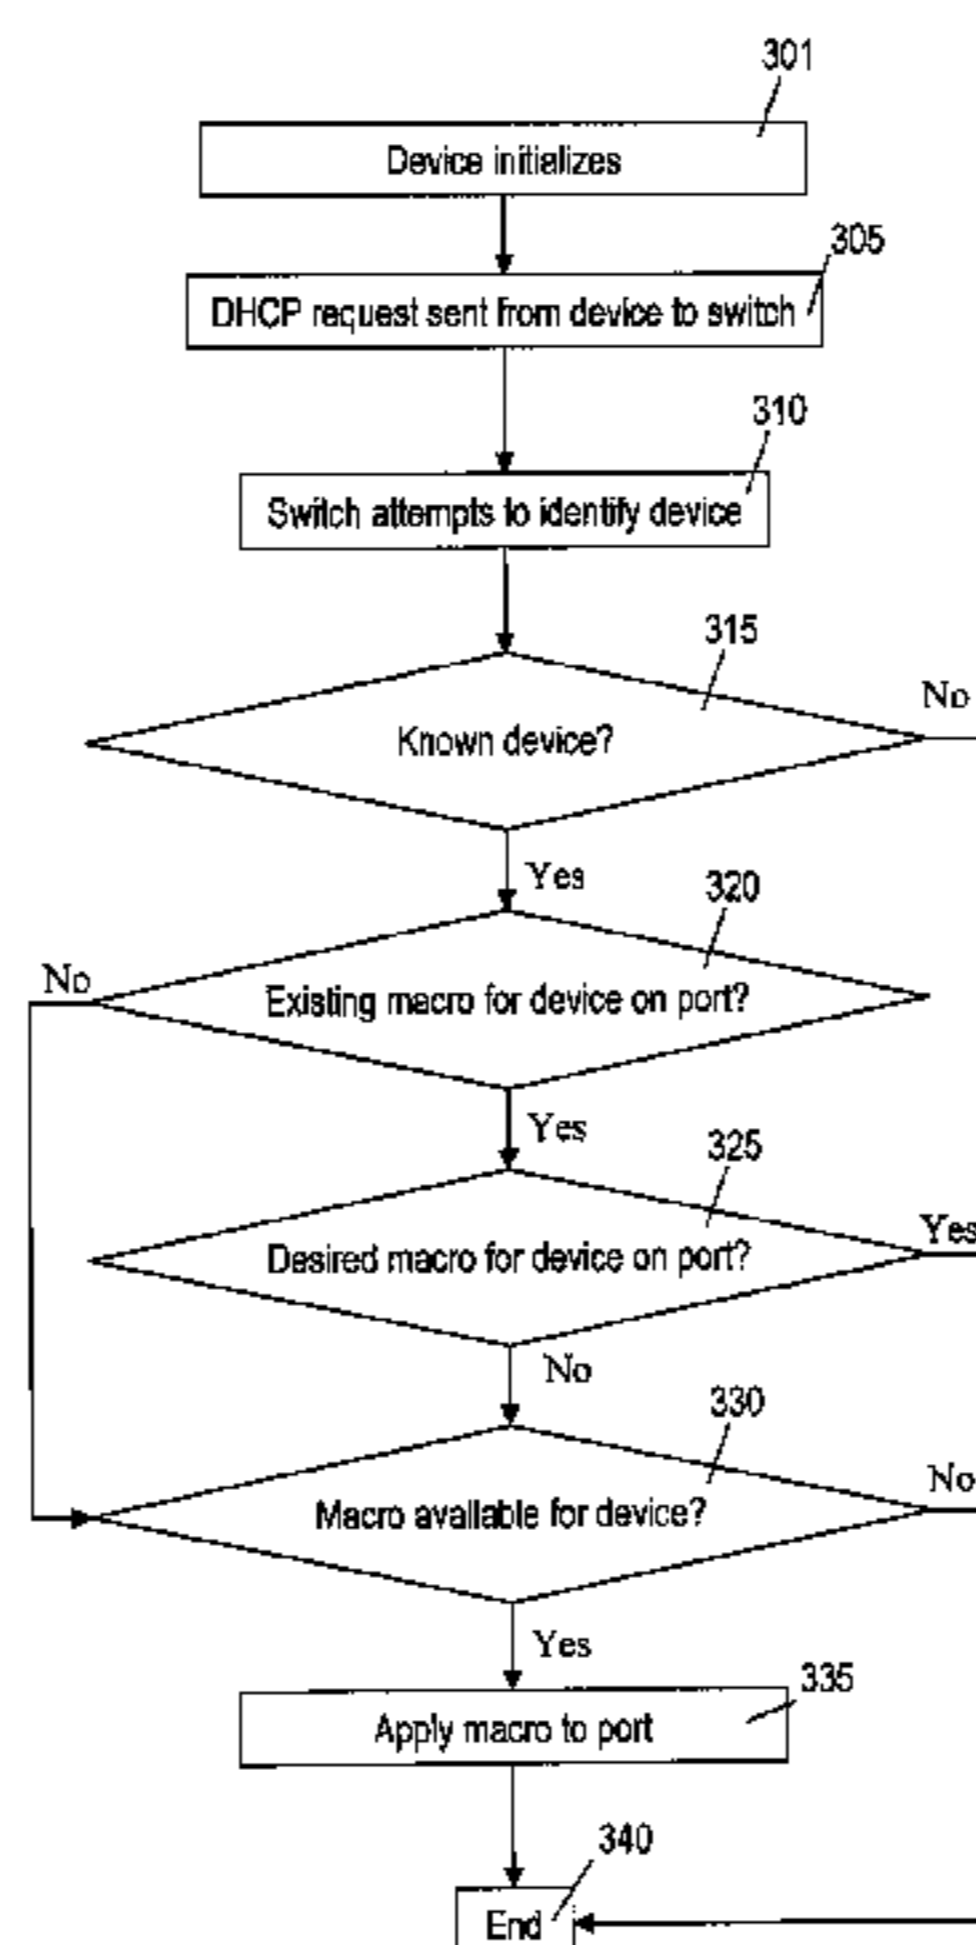 301
Device initializes
305
DHCP request sent from device to switch
310
Switch attempts to identify device
315
No
Known device?
Yes
320
No
Existing macro for device on port?
Yes
325
Yes
Desired macro for device on port?
No
330
No
Macro available for device?
Yes
335
Apply macro to port
340
End